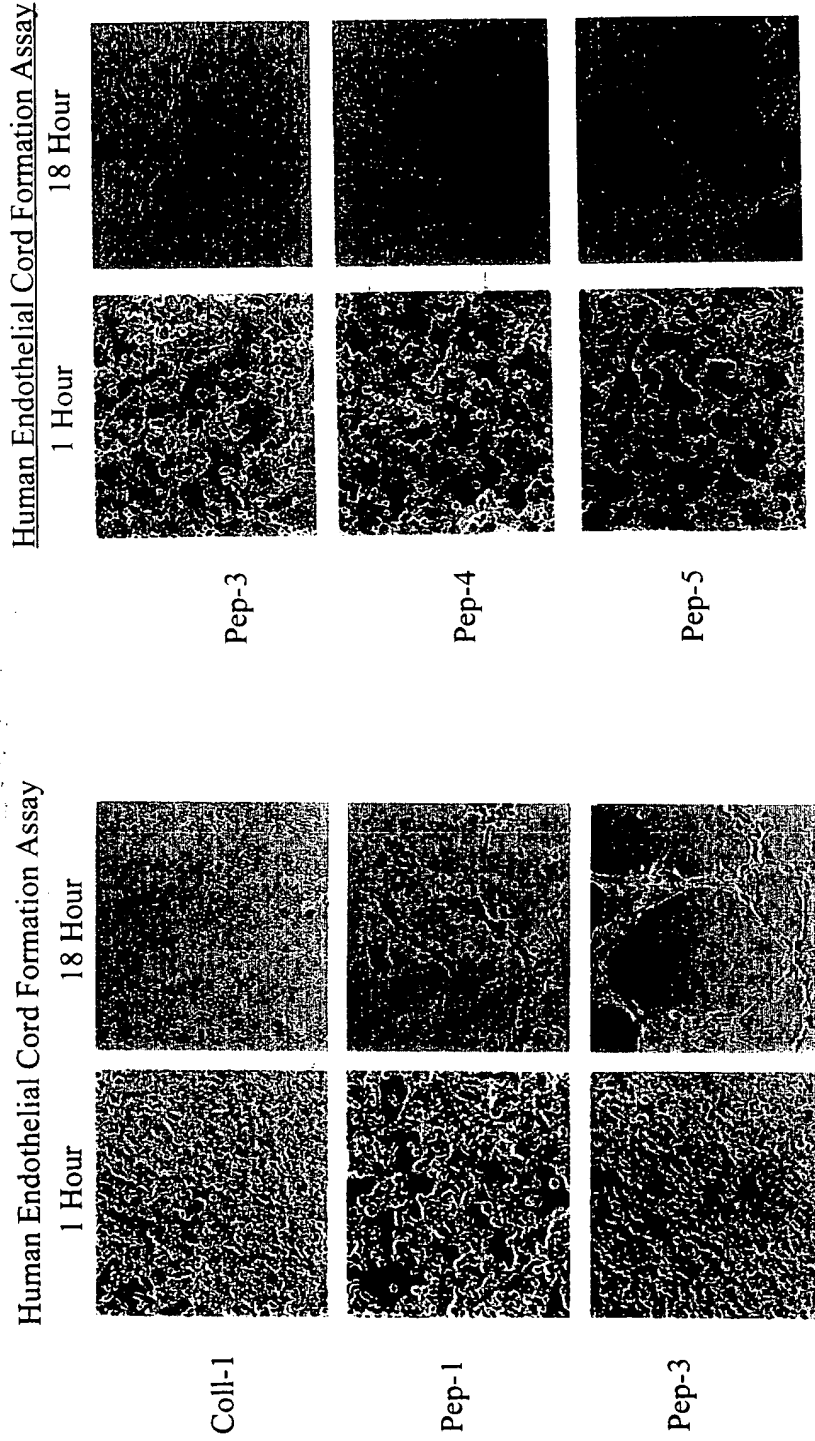 Human Endothelial Cord Formation Assay
1 Hour 18 Hour
Coll-1
Pep-1
Pep-3
Human Endothelial Cord Formation Assay
1 Hour 18 Hour
Pep-3
Pep-4
Pep-5